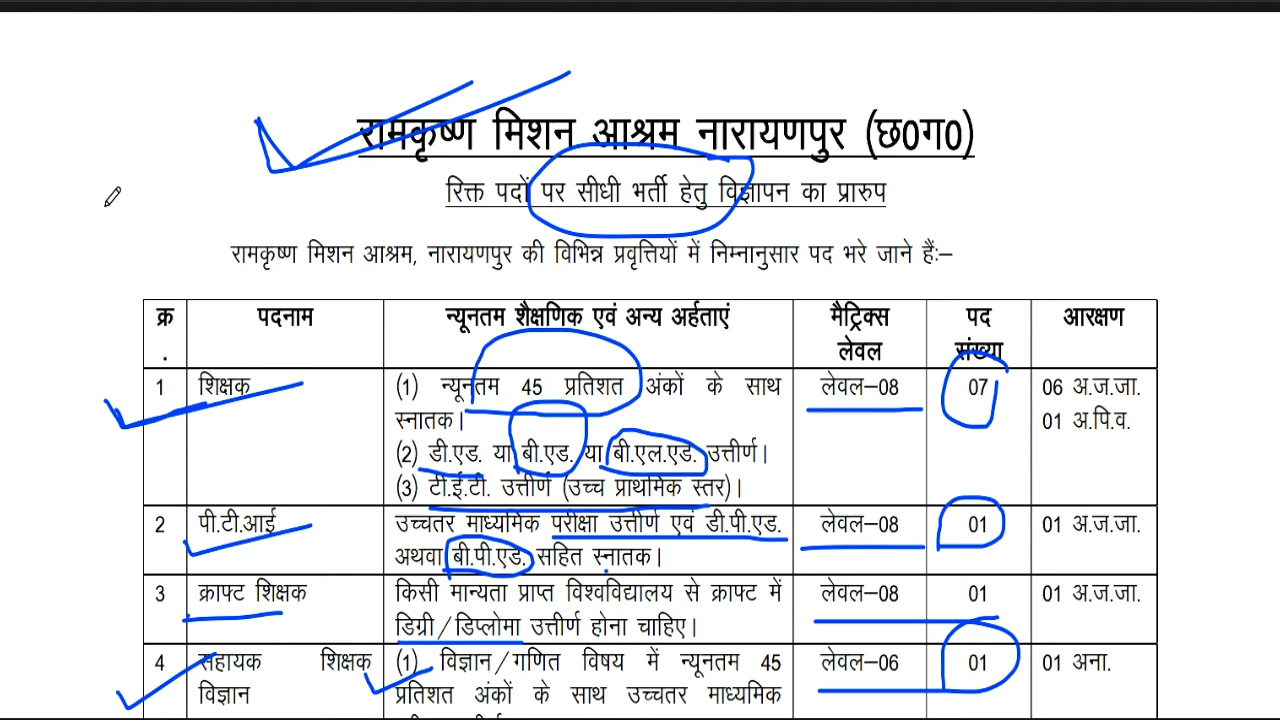 रामकृष्ण मिशन आश्रम नारायणपुर (छ0ग0)
रिक्त पदों पर सीधी भर्ती हेतु विज्ञापन का प्रारुप
रामकृष्ण मिशन आश्रम, नारायणपुर की विभिन्न प्रवृत्तियों में निम्नानुसार पद भरे जाने हैंः–
क्र. पदनाम न्यूनतम शैक्षणिक एवं अन्य अर्हताएं मैट्रिक्स लेवल पद संख्या आरक्षण
1 शिक्षक (1) न्यूनतम 45 प्रतिशत अंकों के साथ लेवल–08 07 06 अ.ज.जा.
स्नातक। 01 अ.पि.व.
(2) डी.एड. या बी.एड. या बी.एल.एड. उत्तीर्ण।
(3) टी.ई.टी. उत्तीर्ण (उच्च प्राथमिक स्तर)।
2 पी.टी.आई उच्चतर माध्यमिक परीक्षा उत्तीर्ण एवं डी.पी.एड. लेवल–08 01 01 अ.ज.जा.
अथवा बी.पी.एड. सहित स्नातक।
3 क्राफ्ट शिक्षक किसी मान्यता प्राप्त विश्वविद्यालय से क्राफ्ट में लेवल–08 01 01 अ.ज.जा.
डिग्री/डिप्लोमा उत्तीर्ण होना चाहिए।
4 सहायक शिक्षक (1) विज्ञान/गणित विषय में न्यूनतम 45 लेवल–06 01 01 अना.
विज्ञान प्रतिशत अंकों के साथ उच्चतर माध्यमिक